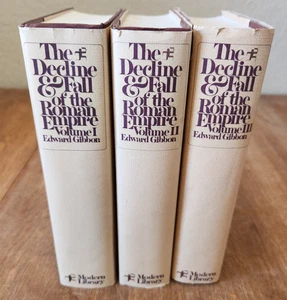 The
Decline
& Fall
of the
Roman
Empire
Volume I
Edward Gibbon
Modern
Library
The
Decline
& Fall
of the
Roman
Empire
Volume II
Edward Gibbon
Modern
Library
The
Decline
& Fall
of the
Roman
Empire
Volume III
Edward Gibbon
Modern
Library